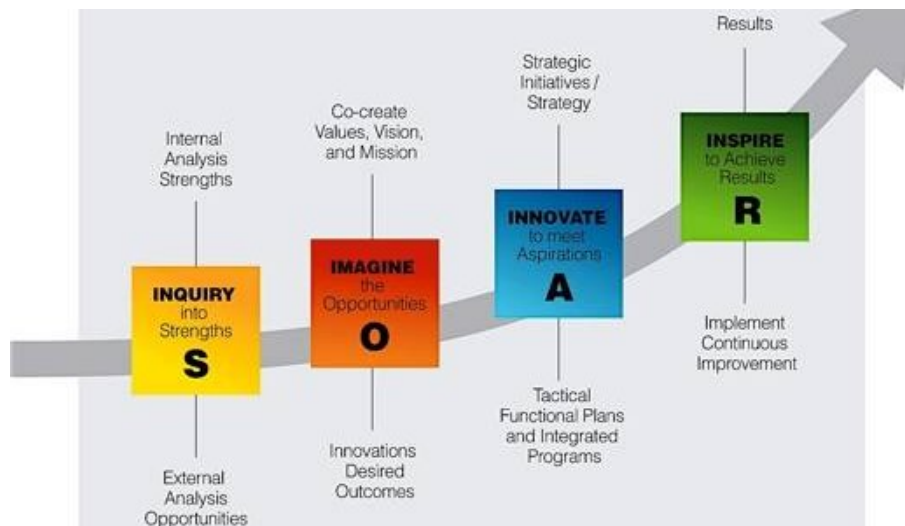 Internal
Analysis
Strengths
INQUIRY
into
Strengths
S
External
Analysis
Opportunities
Co-create
Values, Vision,
and Mission
IMAGINE
the
Opportunities
O
Innovations
Desired
Outcomes
Strategic
Initiatives /
Strategy
INNOVATE
to meet
Aspirations
A
Tactical
Functional Plans
and Integrated
Programs
Results
INSPIRE
to Achieve
Results
R
Implement
Continuous
Improvement